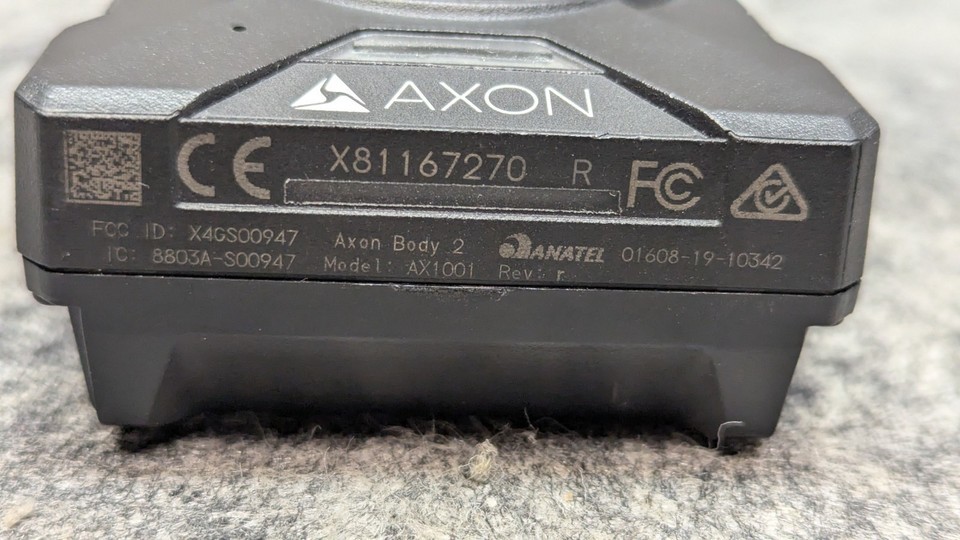 AXON
CE X81167270 R FC
FCC ID: X4GS00947
IC: 8803A-S00947
Axon Body 2
Model: AX1001
ANATEL 01608-19-10342
Rev: r